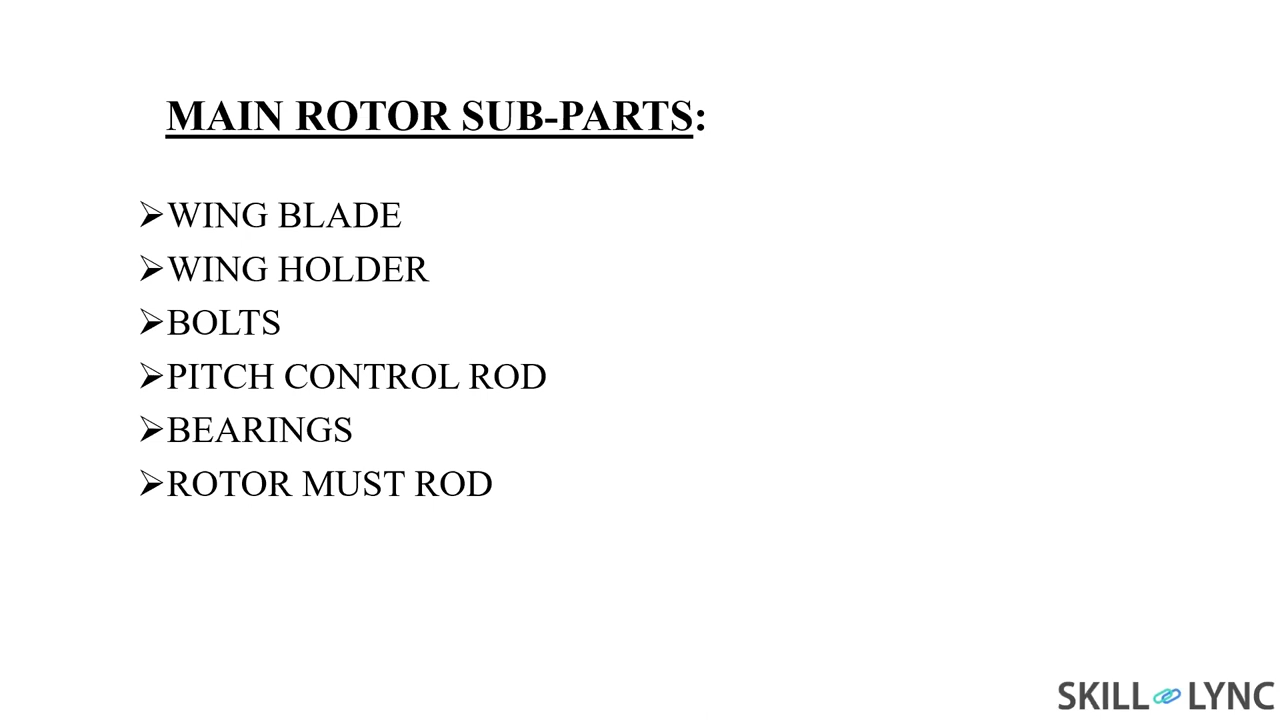 MAIN ROTOR SUB-PARTS:
➢WING BLADE
➢WING HOLDER
➢BOLTS
➢PITCH CONTROL ROD
➢BEARINGS
➢ROTOR MUST ROD
SKILL LYNC